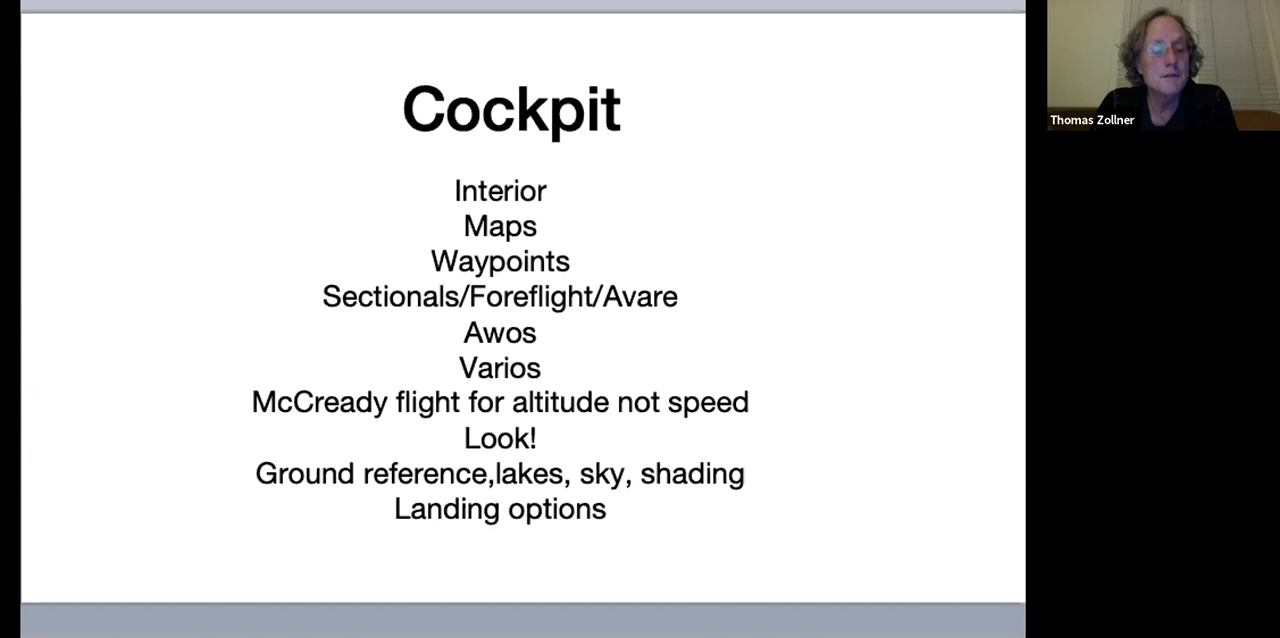 Cockpit
Interior
Maps
Waypoints
Sectionals/Foreflight/Avare
Awos
Varios
McCready flight for altitude not speed
Look!
Ground reference,lakes, sky, shading
Landing options
Thomas Zollner